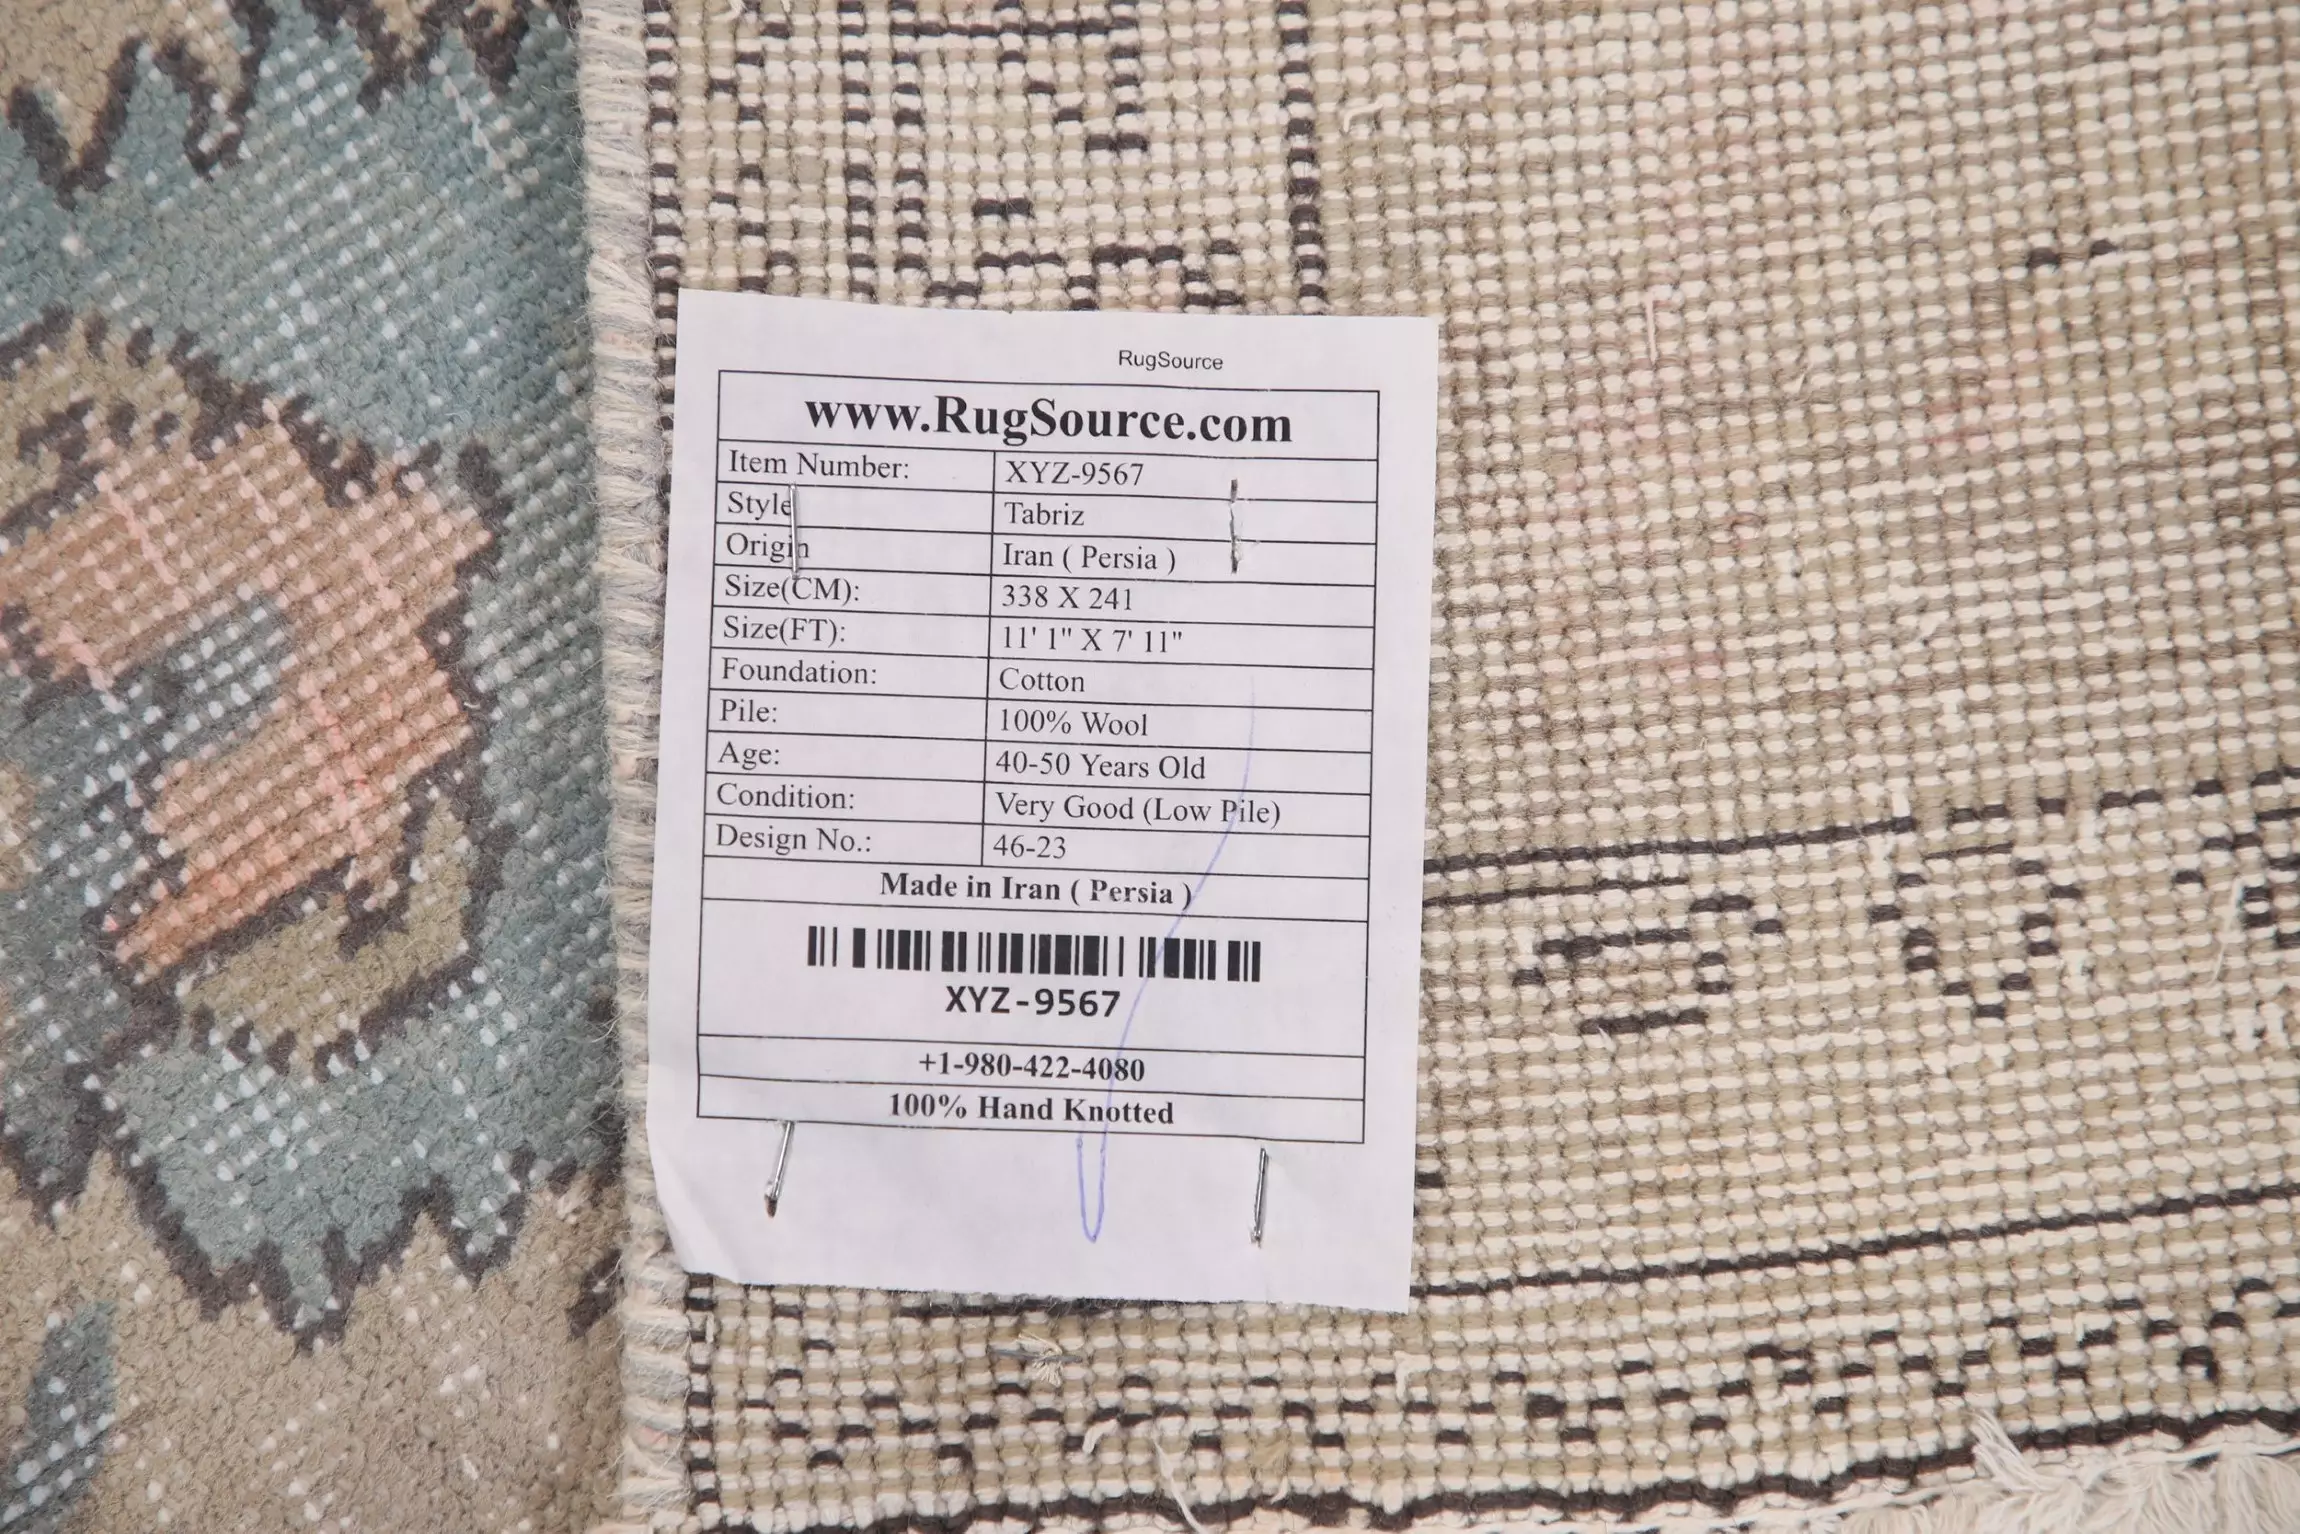 RugSource
www.RugSource.com
Item Number: XYZ-9567
Style Tabriz
Origin Iran ( Persia )
Size(CM): 338 X 241
Size(FT): 11' 1" X 7' 11"
Foundation: Cotton
Pile: 100% Wool
Age: 40-50 Years Old
Condition: Very Good (Low Pile)
Design No.: 46-23
Made in Iran ( Persia )
XYZ-9567
+1-980-422-4080
100% Hand Knotted